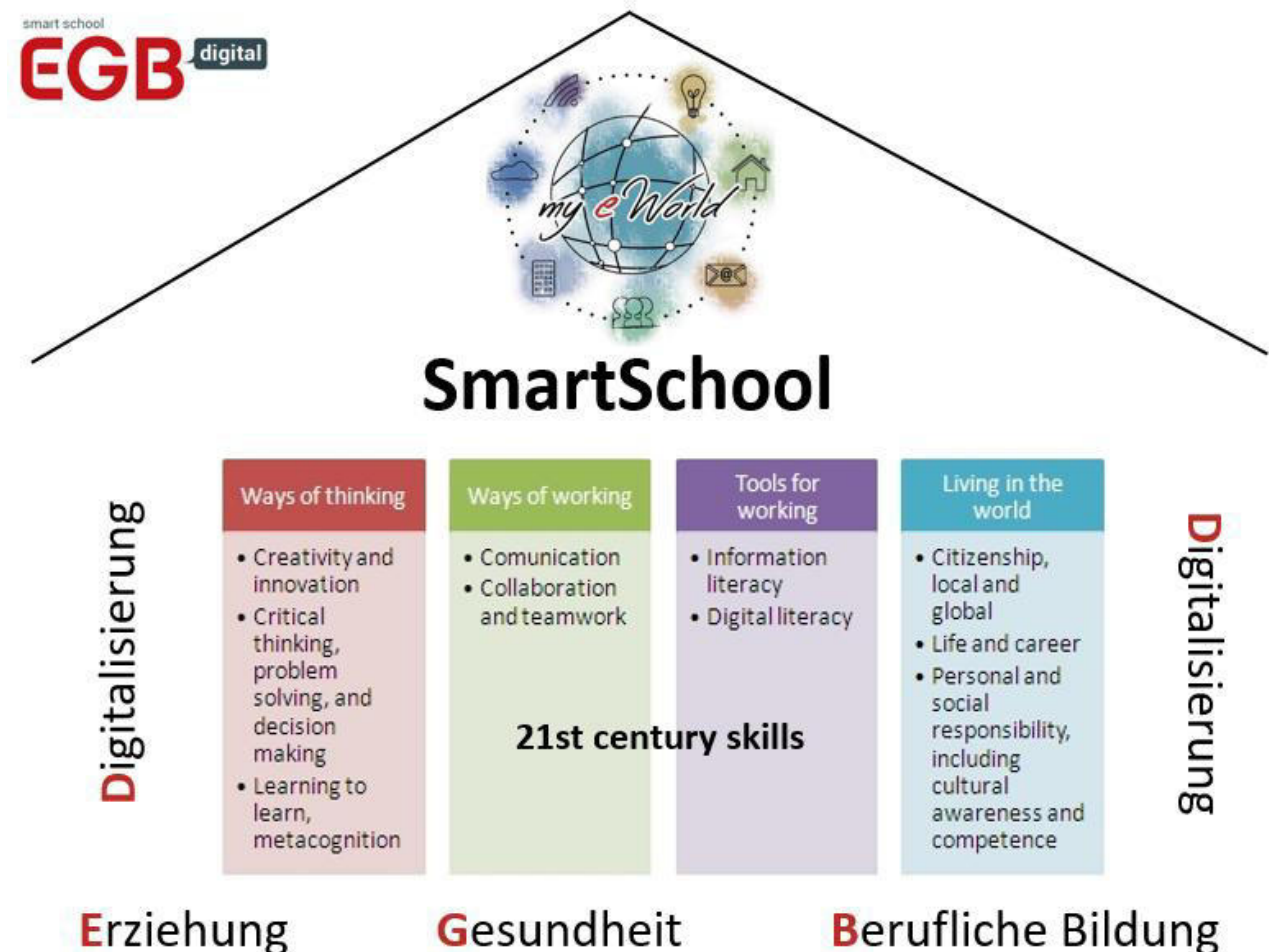 smart school
EGB digital
my e World
@
SmartSchool
Digitalisierung
Ways of thinking
• Creativity and
innovation
• Critical
thinking,
problem
solving, and
decision
making
• Learning to
learn,
metacognition
Ways of working
• Comunication
• Collaboration
and teamwork
Tools for
working
• Information
literacy
• Digital literacy
Living in the
world
• Citizenship,
local and
global
• Life and career
• Personal and
social
responsibility,
including
cultural
awareness and
competence
21st century skills
Digitalisierung
Erziehung
Gesundheit
Berufliche Bildung